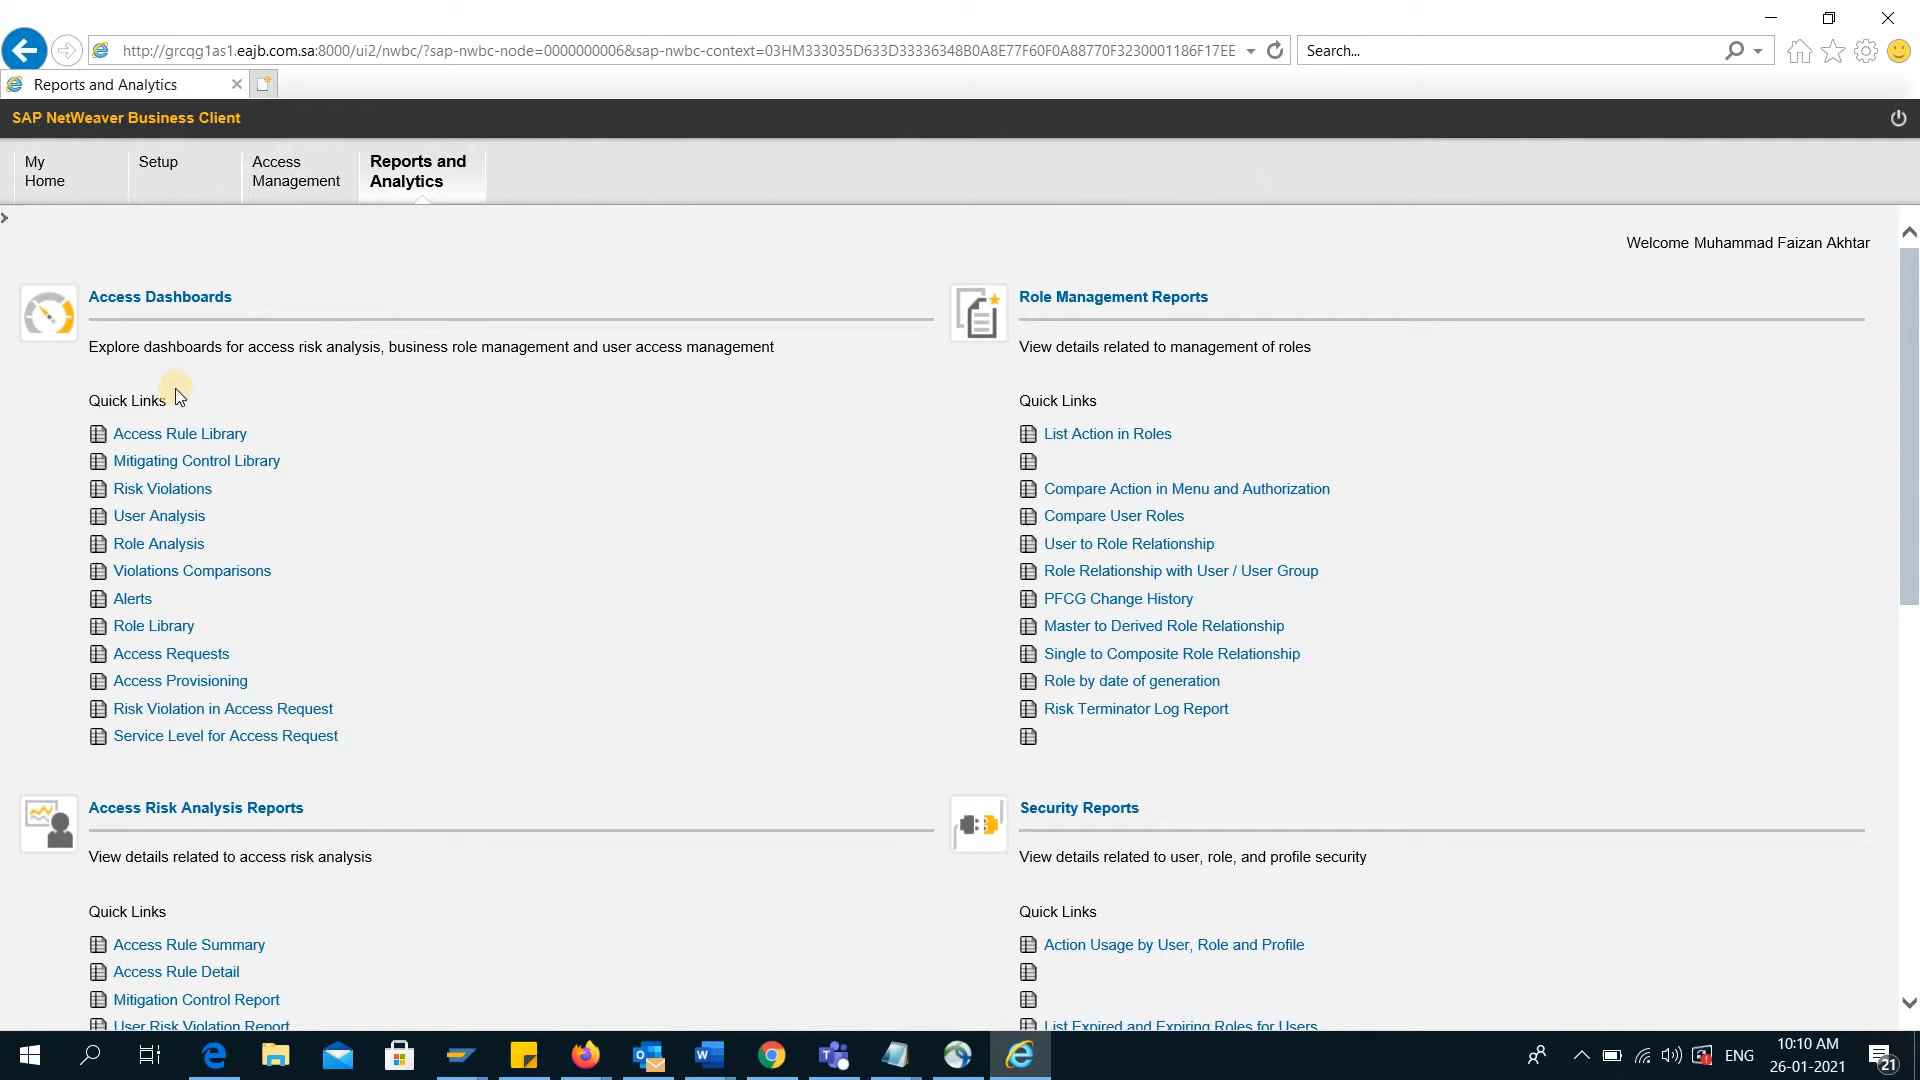 http://grcqg1as1.eajb.com.sa:8000/ui2/nwbc/?sap-nwbc-node=0000000006&sap-nwbc-context=03HM333035D633D33336348B0A8E77F60F0A88770F3230001186F17EE
Search...
Reports and Analytics
SAP NetWeaver Business Client
My Home
Setup
Access Management
Reports and Analytics
Welcome Muhammad Faizan Akhtar
Access Dashboards
Explore dashboards for access risk analysis, business role management and user access management
Quick Links
Access Rule Library
Mitigating Control Library
Risk Violations
User Analysis
Role Analysis
Violations Comparisons
Alerts
Role Library
Access Requests
Access Provisioning
Risk Violation in Access Request
Service Level for Access Request
Role Management Reports
View details related to management of roles
Quick Links
List Action in Roles
Compare Action in Menu and Authorization
Compare User Roles
User to Role Relationship
Role Relationship with User / User Group
PFCG Change History
Master to Derived Role Relationship
Single to Composite Role Relationship
Role by date of generation
Risk Terminator Log Report
Access Risk Analysis Reports
View details related to access risk analysis
Quick Links
Access Rule Summary
Access Rule Detail
Mitigation Control Report
User Risk Violation Report
Security Reports
View details related to user, role, and profile security
Quick Links
Action Usage by User, Role and Profile
List Expired and Expiring Roles for Users
ENG
10:10 AM
26-01-2021
21